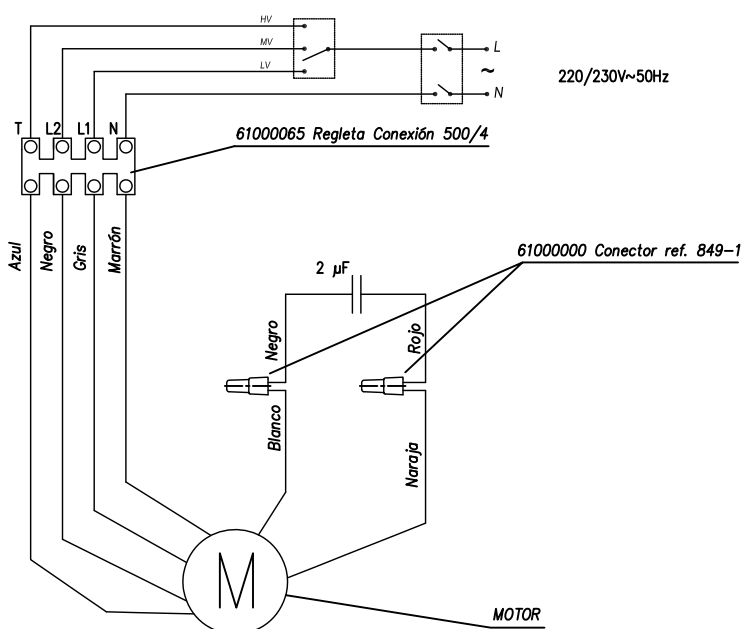 HV
MV
LV
L
~
N
220/230V~50Hz
T L2 L1 N
61000065 Regleta Conexión 500/4
Azul
Negro
Gris
Marrón
61000000 Conector ref. 849-1
2 µF
Negro
Rojo
Blanco
Naraja
M
MOTOR